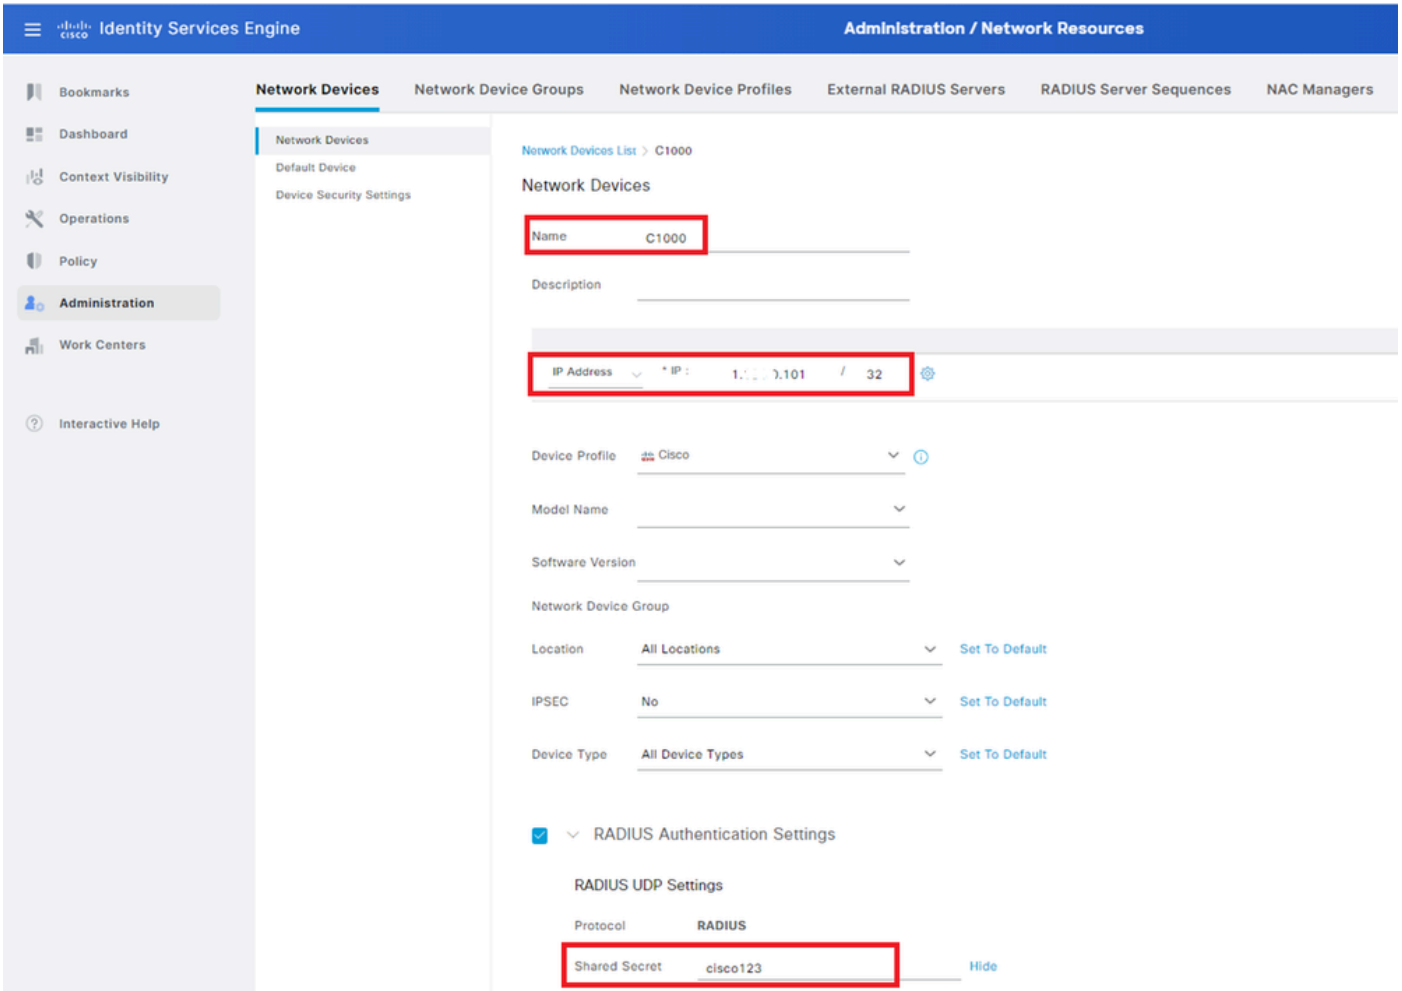 cisco Identity Services Engine
Administration / Network Resources
Bookmarks
Dashboard
Context Visibility
Operations
Policy
Administration
Work Centers
? Interactive Help
Network Devices Network Device Groups Network Device Profiles External RADIUS Servers RADIUS Server Sequences NAC Managers
Network Devices
Default Device
Device Security Settings
Network Devices List > C1000
Network Devices
Name C1000
Description
IP Address * IP : .101 / 32
Device Profile Cisco
Model Name
Software Version
Network Device Group
Location All Locations Set To Default
IPSEC No Set To Default
Device Type All Device Types Set To Default
RADIUS Authentication Settings
RADIUS UDP Settings
Protocol RADIUS
Shared Secret cisco123 Hide